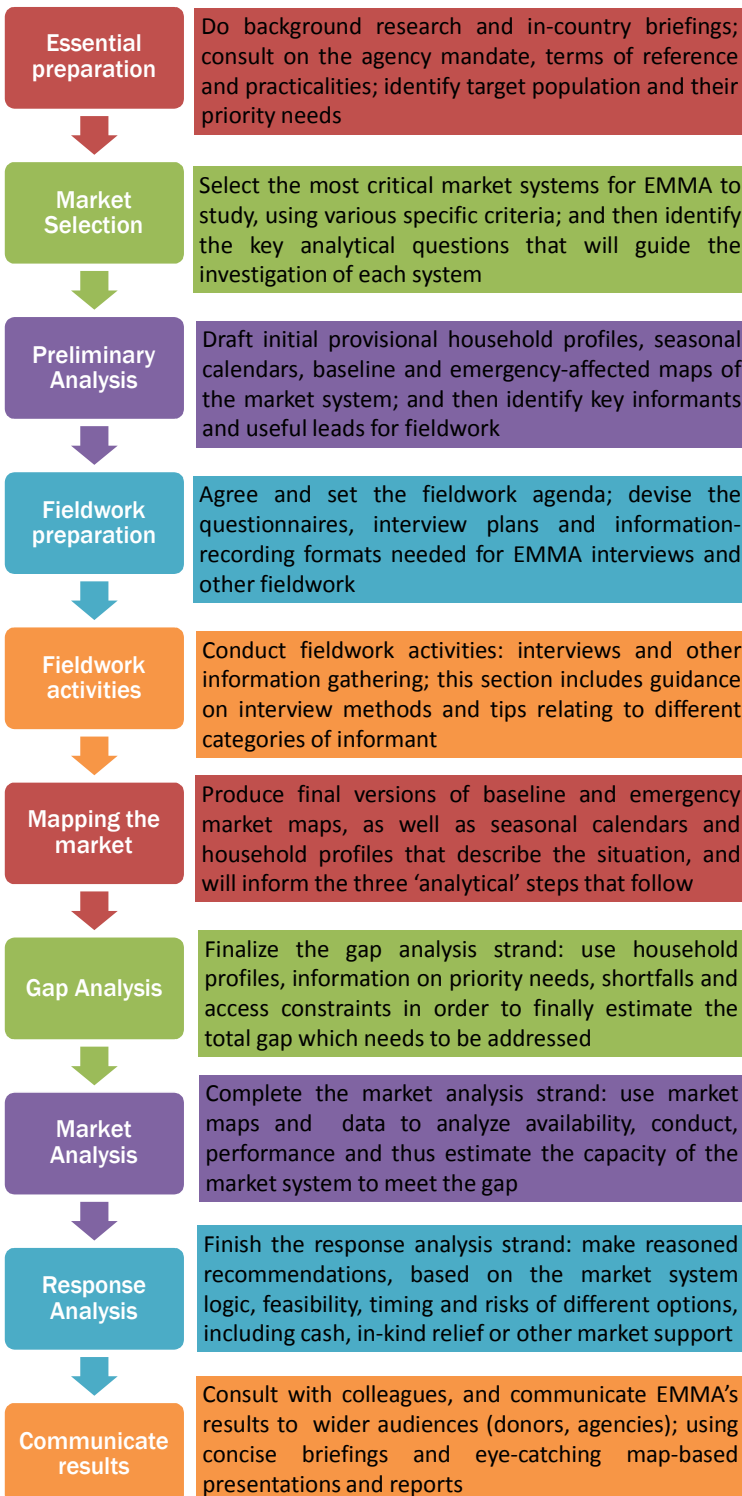 Essential
preparation
Do background research and in-country briefings;
consult on the agency mandate, terms of reference
and practicalities; identify target population and their
priority needs
Market
Selection
Select the most critical market systems for EMMA to
study, using various specific criteria; and then identify
the key analytical questions that will guide the
investigation of each system
Preliminary
Analysis
Draft initial provisional household profiles, seasonal
calendars, baseline and emergency-affected maps of
the market system; and then identify key informants
and useful leads for fieldwork
Fieldwork
preparation
Agree and set the fieldwork agenda; devise the
questionnaires, interview plans and information-
recording formats needed for EMMA interviews and
other fieldwork
Fieldwork
activities
Conduct fieldwork activities: interviews and other
information gathering; this section includes guidance
on interview methods and tips relating to different
categories of informant
Mapping the
market
Produce final versions of baseline and emergency
market maps, as well as seasonal calendars and
household profiles that describe the situation, and
will inform the three ‘analytical’ steps that follow
Gap Analysis
Finalize the gap analysis strand: use household
profiles, information on priority needs, shortfalls and
access constraints in order to finally estimate the
total gap which needs to be addressed
Market
Analysis
Complete the market analysis strand: use market
maps and data to analyze availability, conduct,
performance and thus estimate the capacity of the
market system to meet the gap
Response
Analysis
Finish the response analysis strand: make reasoned
recommendations, based on the market system
logic, feasibility, timing and risks of different options,
including cash, in-kind relief or other market support
Communicate
results
Consult with colleagues, and communicate EMMA’s
results to wider audiences (donors, agencies); using
concise briefings and eye-catching map-based
presentations and reports